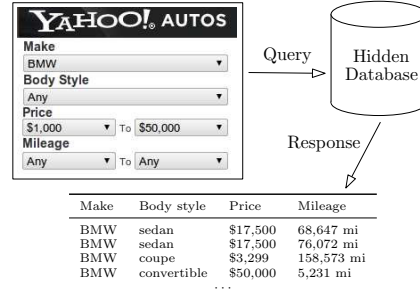 YAHOO! AUTOS
Make
BMW
Body Style
Any
Price
$1,000 To $50,000
Mileage
Any To Any
Query
Hidden
Database
Response
Make Body style Price Mileage
BMW sedan $17,500 68,647 mi
BMW sedan $17,500 76,072 mi
BMW coupe $3,299 158,573 mi
BMW convertible $50,000 5,231 mi
...